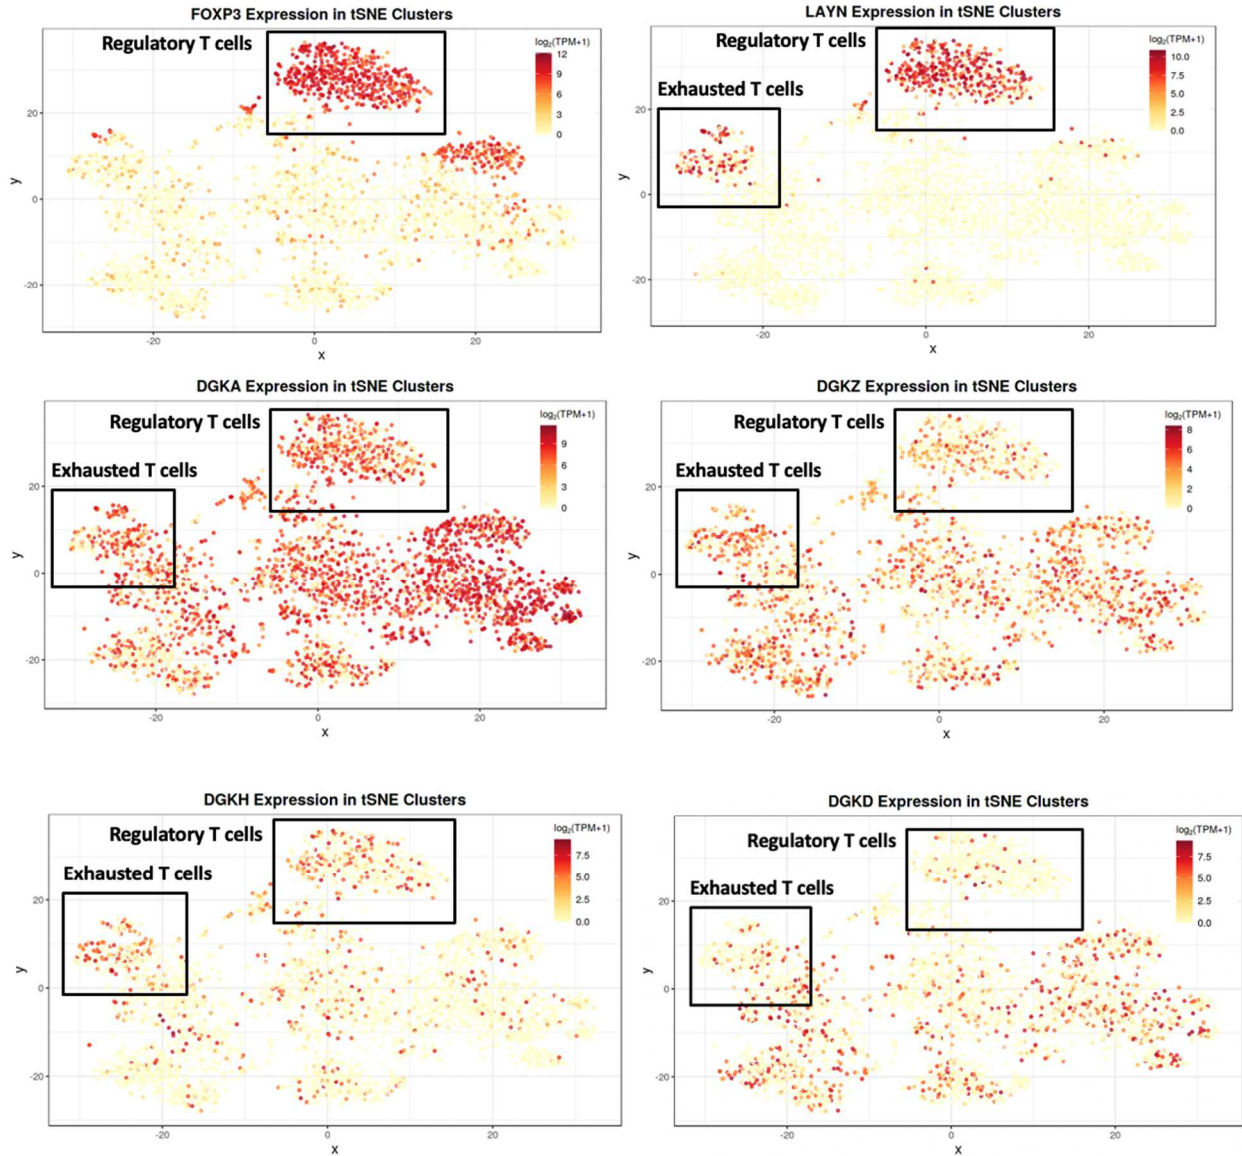 FOXP3 Expression in tSNE Clusters
Regulatory T cells
log2(TPM+1)
12
9
6
3
0
y
20
0
-20
-20
0
20
x
LAYN Expression in tSNE Clusters
Regulatory T cells
Exhausted T cells
log2(TPM+1)
10.0
7.5
5.0
2.5
0.0
y
20
0
-20
-20
0
20
x
DGKA Expression in tSNE Clusters
Regulatory T cells
Exhausted T cells
log2(TPM+1)
9
6
3
0
y
20
0
-20
-20
0
20
x
DGKZ Expression in tSNE Clusters
Regulatory T cells
Exhausted T cells
log2(TPM+1)
8
6
4
2
0
y
20
0
-20
-20
0
20
x
DGKH Expression in tSNE Clusters
Regulatory T cells
Exhausted T cells
log2(TPM+1)
7.5
5.0
2.5
0.0
y
20
0
-20
-20
0
20
x
DGKD Expression in tSNE Clusters
Regulatory T cells
Exhausted T cells
log2(TPM+1)
7.5
5.0
2.5
0.0
y
20
0
-20
-20
0
20
x